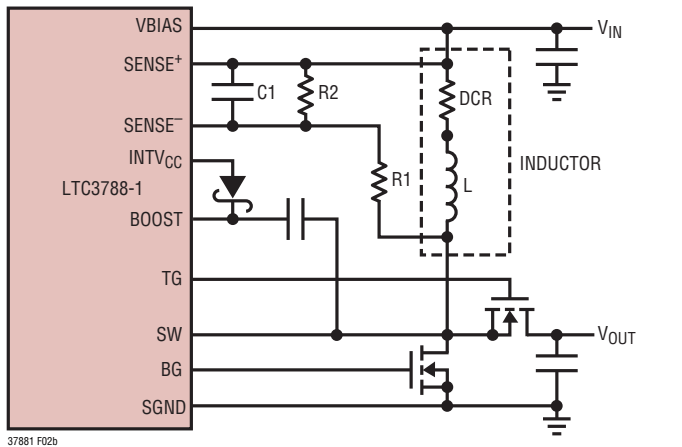 VBIAS
V_IN
SENSE⁺
C1
R2
DCR
SENSE⁻
INTV_CC
INDUCTOR
LTC3788-1
R1
L
BOOST
TG
SW
V_OUT
BG
SGND
37881 F02b